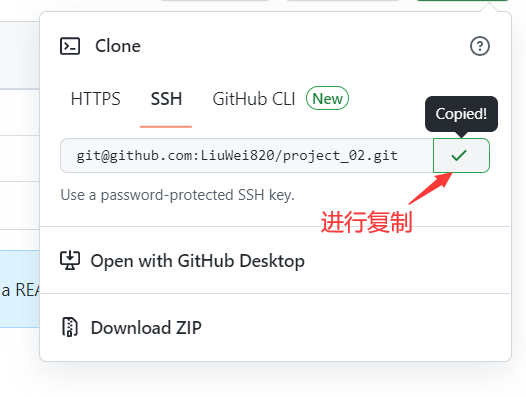 Clone
HTTPS SSH GitHub CLI New
Copied!
git@github.com:LiuWei820/project_02.git
Use a password-protected SSH key.
进行复制
Open with GitHub Desktop
a REA
Download ZIP